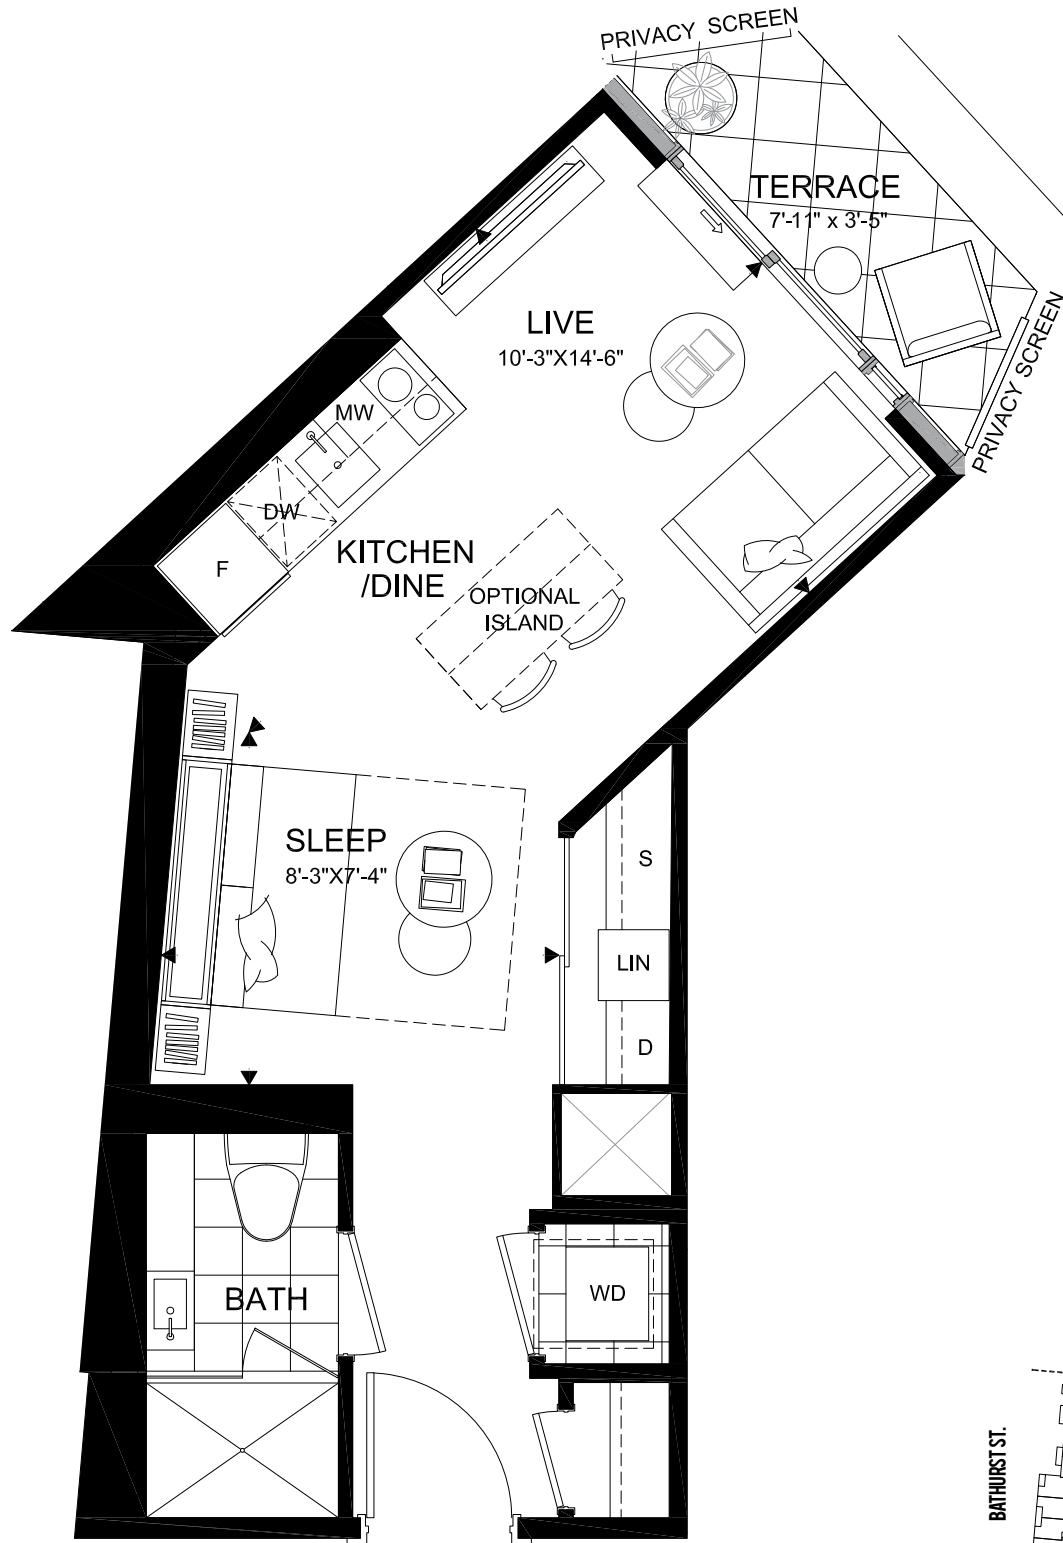 PRIVACY SCREEN
TERRACE
7'-11" x 3'-5"
PRIVACY SCREEN
LIVE
10'-3"X14'-6"
MW
DW
F
KITCHEN
/DINE
OPTIONAL
ISLAND
SLEEP
8'-3"X7'-4"
S
LIN
D
BATH
WD
BATHURST ST.